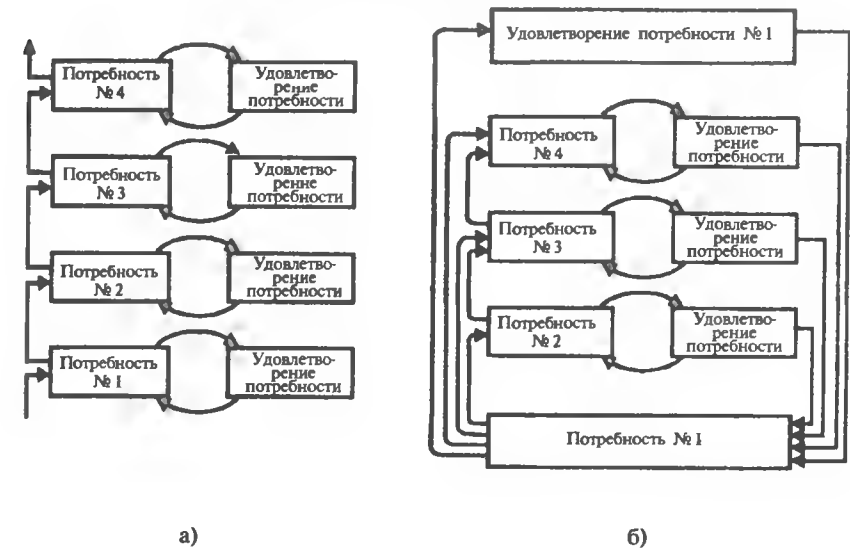 Потребность
№ 4
Удовлетво-
рение
потребности
Потребность
№ 3
Удовлетво-
рение
потребности
Потребность
№ 2
Удовлетво-
рение
потребности
Потребность
№ 1
Удовлетво-
рение
потребности
а)
Удовлетворение потребности № 1
Потребность
№ 4
Удовлетво-
рение
потребности
Потребность
№ 3
Удовлетво-
рение
потребности
Потребность
№ 2
Удовлетво-
рение
потребности
Потребность № 1
б)